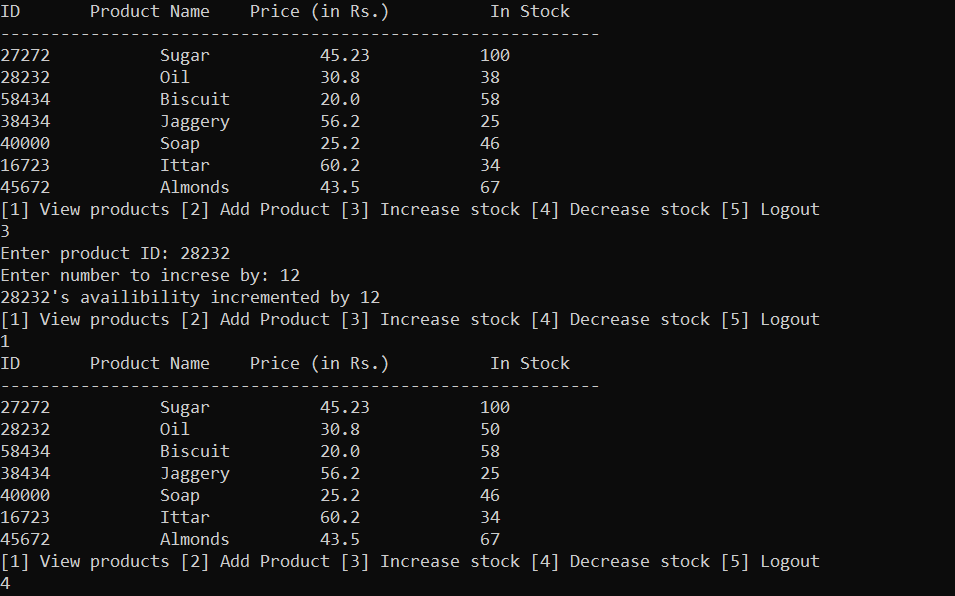 ID       Product Name    Price (in Rs.)          In Stock
------------------------------------------------------------
27272           Sugar           45.23           100
28232           Oil             30.8            38
58434           Biscuit         20.0            58
38434           Jaggery         56.2            25
40000           Soap            25.2            46
16723           Ittar           60.2            34
45672           Almonds         43.5            67
[1] View products [2] Add Product [3] Increase stock [4] Decrease stock [5] Logout
3
Enter product ID: 28232
Enter number to increse by: 12
28232's availibility incremented by 12
[1] View products [2] Add Product [3] Increase stock [4] Decrease stock [5] Logout
1
ID       Product Name    Price (in Rs.)          In Stock
------------------------------------------------------------
27272           Sugar           45.23           100
28232           Oil             30.8            50
58434           Biscuit         20.0            58
38434           Jaggery         56.2            25
40000           Soap            25.2            46
16723           Ittar           60.2            34
45672           Almonds         43.5            67
[1] View products [2] Add Product [3] Increase stock [4] Decrease stock [5] Logout
4